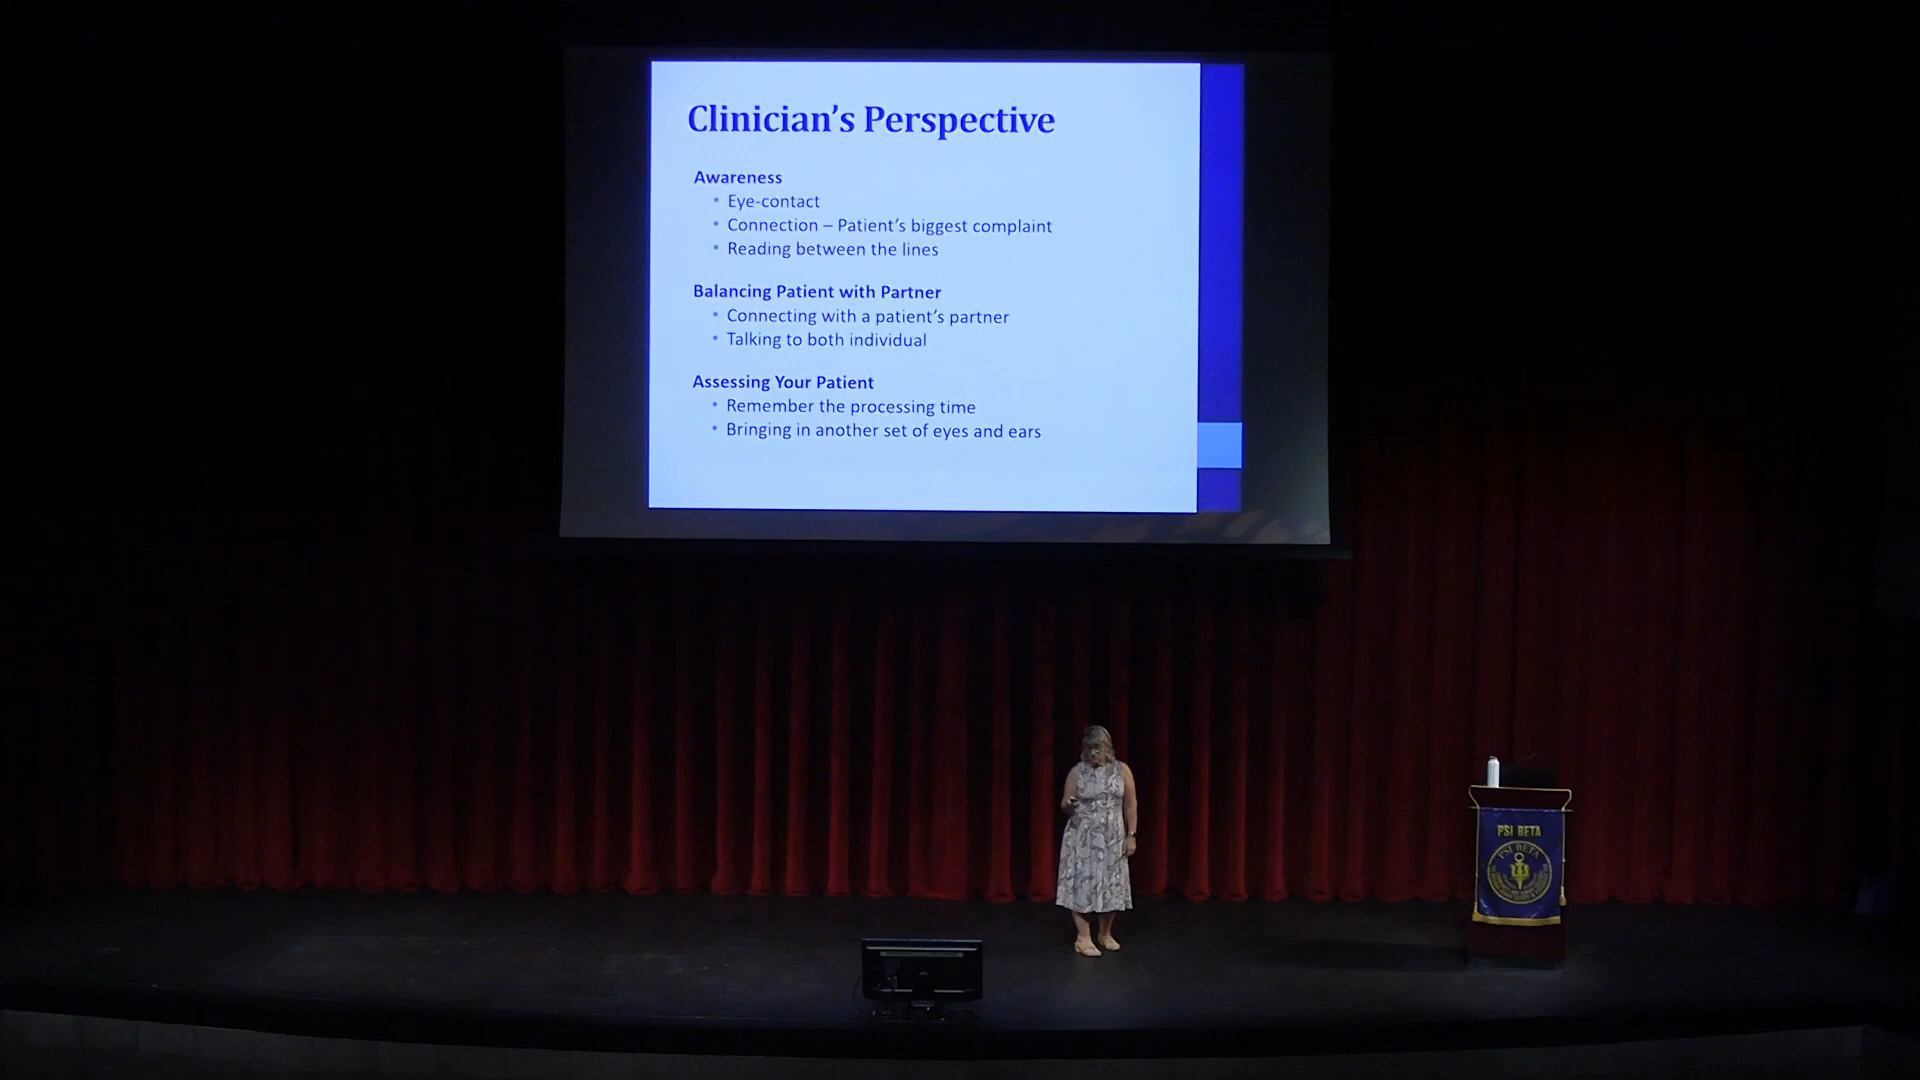 Clinician's Perspective
Awareness
• Eye-contact
• Connection – Patient's biggest complaint
• Reading between the lines
Balancing Patient with Partner
• Connecting with a patient's partner
• Talking to both individual
Assessing Your Patient
• Remember the processing time
• Bringing in another set of eyes and ears
PSI BETA
PSI BETA